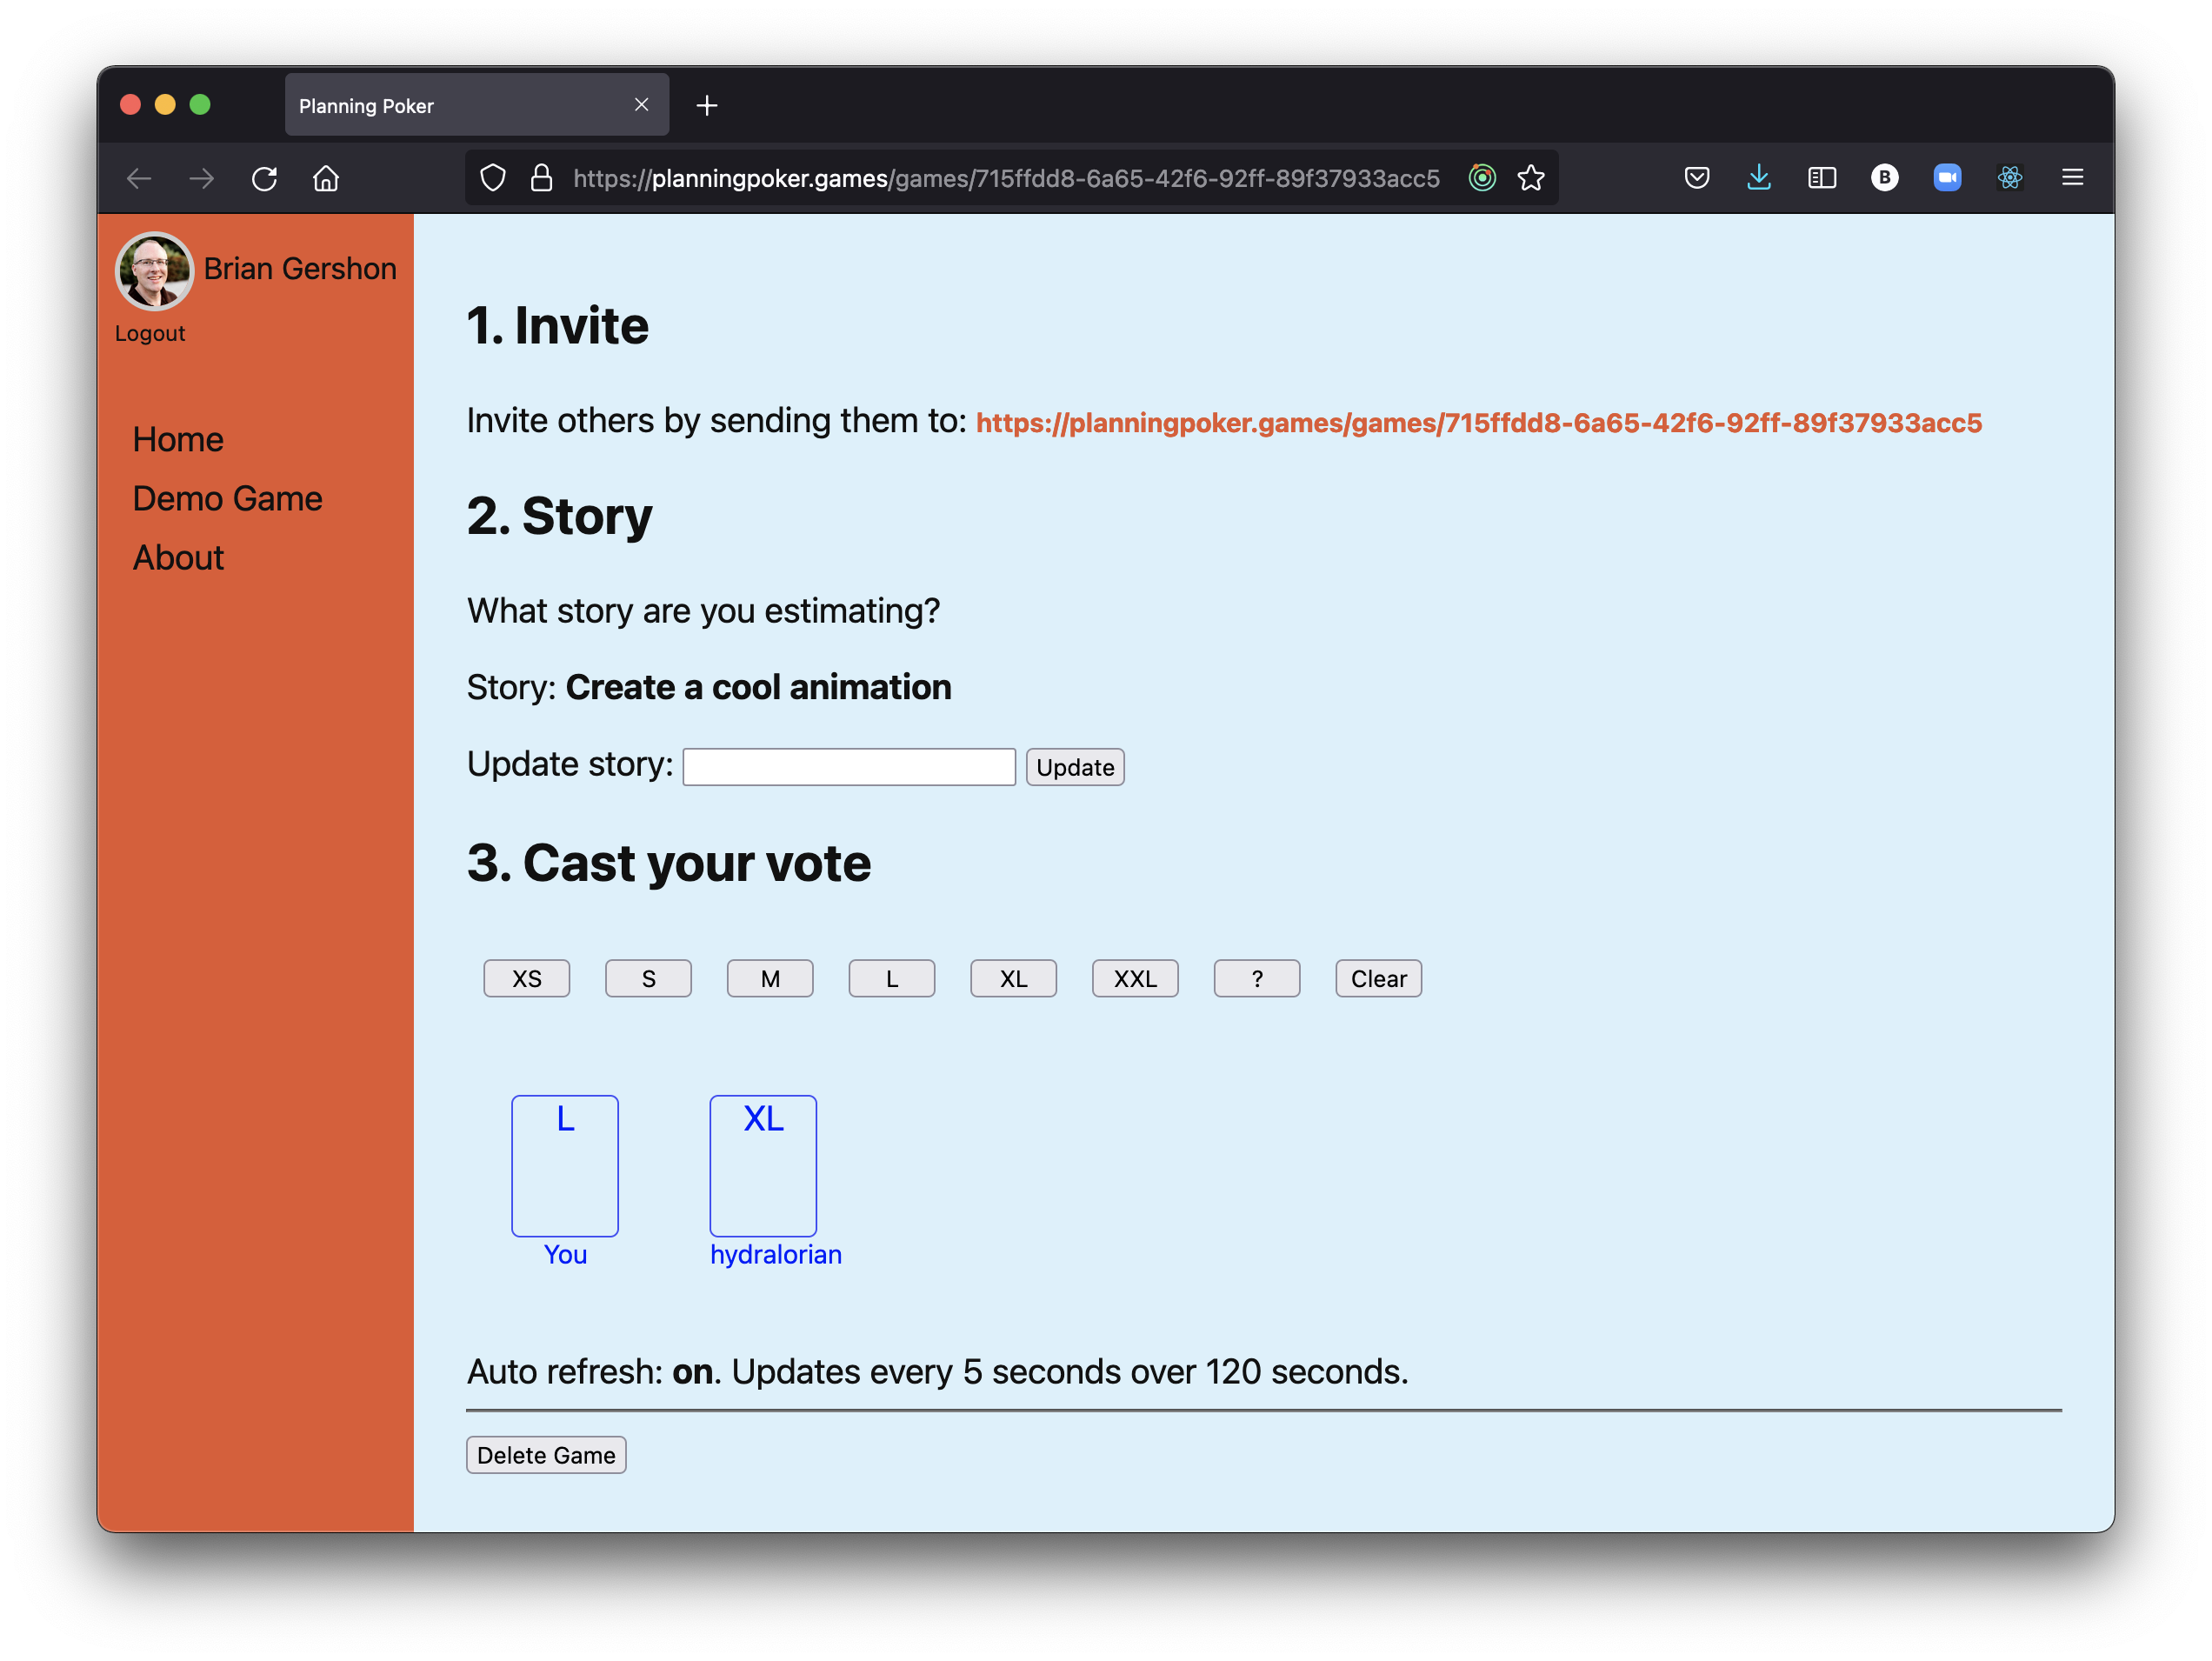 Planning Poker
https://planningpoker.games/games/715ffdd8-6a65-42f6-92ff-89f37933acc5
B
Brian Gershon
Logout
Home
Demo Game
About
1. Invite
Invite others by sending them to: https://planningpoker.games/games/715ffdd8-6a65-42f6-92ff-89f37933acc5
2. Story
What story are you estimating?
Story: Create a cool animation
Update story: Update
3. Cast your vote
XS S M L XL XXL ? Clear
L XL
You hydralorian
Auto refresh: on. Updates every 5 seconds over 120 seconds.
Delete Game